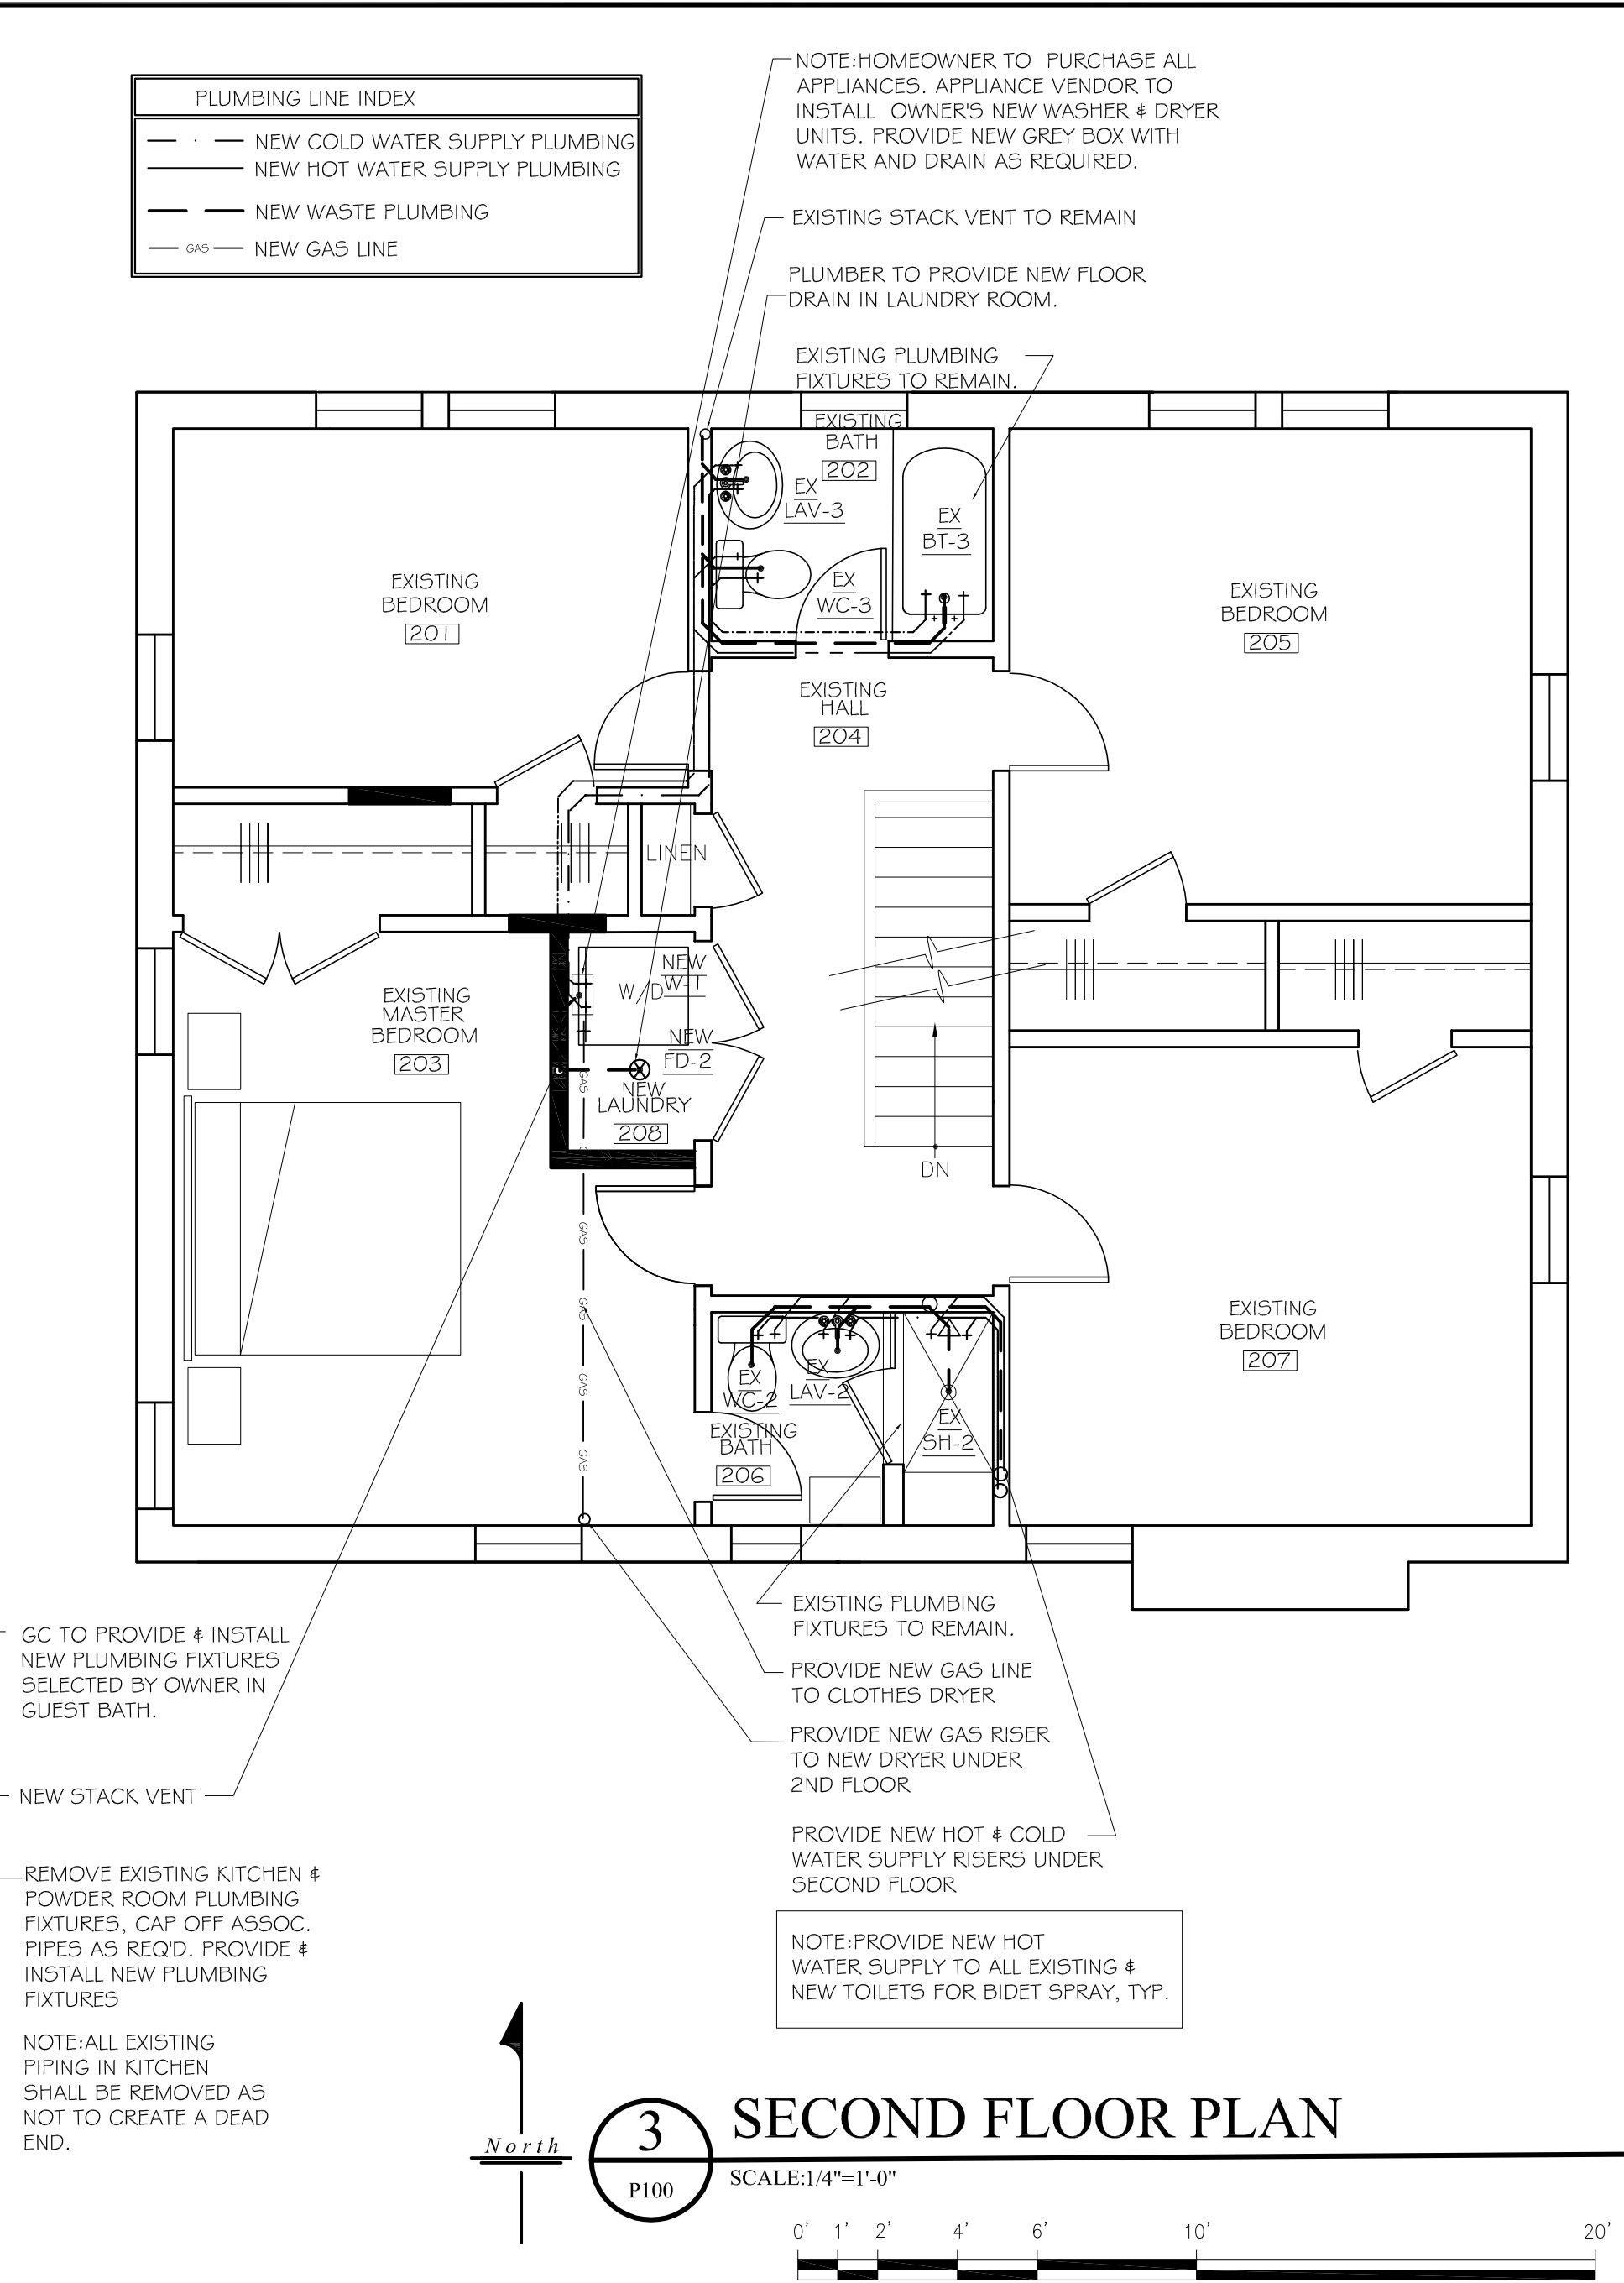 PLUMBING LINE INDEX
NEW COLD WATER SUPPLY PLUMBING
NEW HOT WATER SUPPLY PLUMBING
NEW WASTE PLUMBING
GAS NEW GAS LINE
NOTE:HOMEOWNER TO PURCHASE ALL
APPLIANCES. APPLIANCE VENDOR TO
INSTALL OWNER'S NEW WASHER & DRYER
UNITS. PROVIDE NEW GREY BOX WITH
WATER AND DRAIN AS REQUIRED.
EXISTING STACK VENT TO REMAIN
PLUMBER TO PROVIDE NEW FLOOR
DRAIN IN LAUNDRY ROOM.
EXISTING PLUMBING
FIXTURES TO REMAIN.
EXISTING
BATH
202
EX
LAV-3
EX
BT-3
EX
WC-3
EXISTING
BEDROOM
201
EXISTING
BEDROOM
205
EXISTING
HALL
204
LINEN
EXISTING
MASTER
BEDROOM
203
NEW
W-1
W/D
NEW
FD-2
GAS
NEW
LAUNDRY
208
DN
GAS
GAS
GAS
GAS
EX
WC-2
EX
LAV-2
EX
SH-2
EXISTING
BATH
206
EXISTING
BEDROOM
207
GC TO PROVIDE & INSTALL
NEW PLUMBING FIXTURES
SELECTED BY OWNER IN
GUEST BATH.
NEW STACK VENT
REMOVE EXISTING KITCHEN &
POWDER ROOM PLUMBING
FIXTURES, CAP OFF ASSOC.
PIPES AS REQ'D. PROVIDE &
INSTALL NEW PLUMBING
FIXTURES
NOTE:ALL EXISTING
PIPING IN KITCHEN
SHALL BE REMOVED AS
NOT TO CREATE A DEAD
END.
EXISTING PLUMBING
FIXTURES TO REMAIN.
PROVIDE NEW GAS LINE
TO CLOTHES DRYER
PROVIDE NEW GAS RISER
TO NEW DRYER UNDER
2ND FLOOR
PROVIDE NEW HOT & COLD
WATER SUPPLY RISERS UNDER
SECOND FLOOR
NOTE:PROVIDE NEW HOT
WATER SUPPLY TO ALL EXISTING &
NEW TOILETS FOR BIDET SPRAY, TYP.
North
3
P100
SECOND FLOOR PLAN
SCALE:1/4"=1'-0"
0' 1' 2' 4' 6' 10' 20'